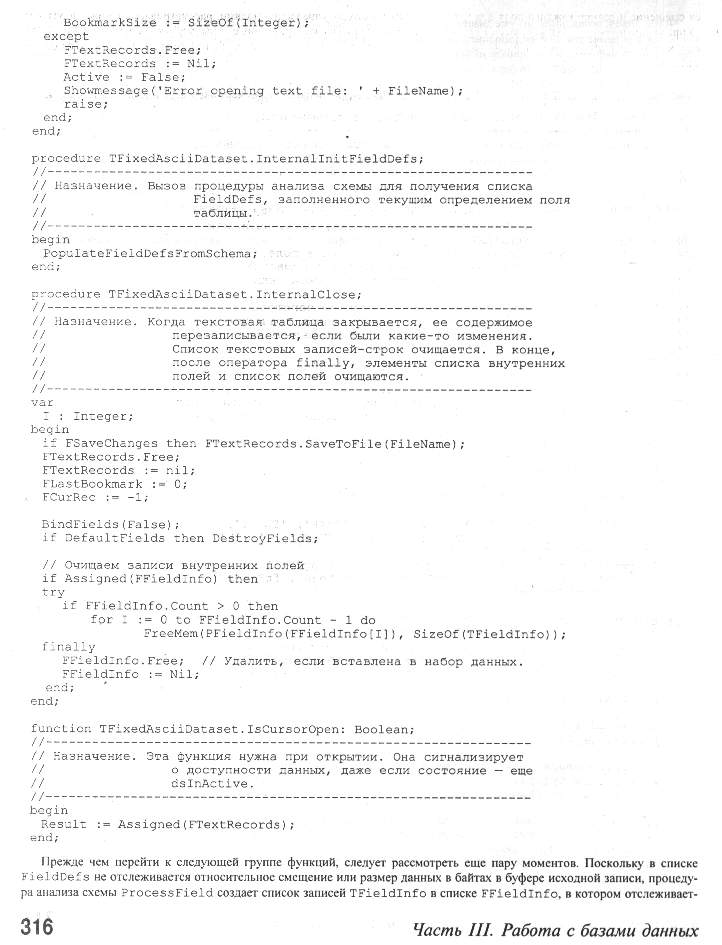 BookmarkSize := SizeOf(Integer);
except
FTextRecords.Free;
FTextRecords := Nil;
Active := False;
Showmessage('Error opening text file: ' + FileName);
raise;
end;
end;
procedure TFixedAsciiDataset.InternalInitFieldDefs;
//---------------------------------------------------------------
// Назначение. Вызов процедуры анализа схемы для получения списка
// FieldDefs, заполненного текущим определением поля
// таблицы.
//---------------------------------------------------------------
begin
PopulateFieldDefsFromSchema;
end;
procedure TFixedAsciiDataset.InternalClose;
//---------------------------------------------------------------
// Назначение. Когда текстовая таблица закрывается, ее содержимое
// перезаписывается, если были какие-то изменения.
// Список текстовых записей-строк очищается. В конце,
// после оператора finally, элементы списка внутренних
// полей и список полей очищаются.
//---------------------------------------------------------------
var
I : Integer;
begin
if FSaveChanges then FTextRecords.SaveToFile(FileName);
FTextRecords.Free;
FTextRecords := nil;
FLastBookmark := 0;
FCurRec := -1;
BindFields(False);
if DefaultFields then DestroyFields;
// Очищаем записи внутренних полей
if Assigned(FFieldInfo) then
try
if FFieldInfo.Count > 0 then
for I := 0 to FFieldInfo.Count - 1 do
FreeMem(PFieldInfo(FFieldInfo[I]), SizeOf(TFieldInfo));
finally
FFieldInfo.Free; // Удалить, если вставлена в набор данных.
FFieldInfo := Nil;
end;
end;
function TFixedAsciiDataset.IsCursorOpen: Boolean;
//---------------------------------------------------------------
// Назначение. Эта функция нужна при открытии. Она сигнализирует
// о доступности данных, даже если состояние — еще
// dsInActive.
//---------------------------------------------------------------
begin
Result := Assigned(FTextRecords);
end;
Прежде чем перейти к следующей группе функций, следует рассмотреть еще пару моментов. Поскольку в списке
FieldDefs не отслеживается относительное смещение или размер данных в байтах в буфере исходной записи, процеду-
ра анализа схемы ProcessField создает список записей TFieldInfo в списке FFieldInfo, в котором отслеживает-
316 Часть III. Работа с базами данных